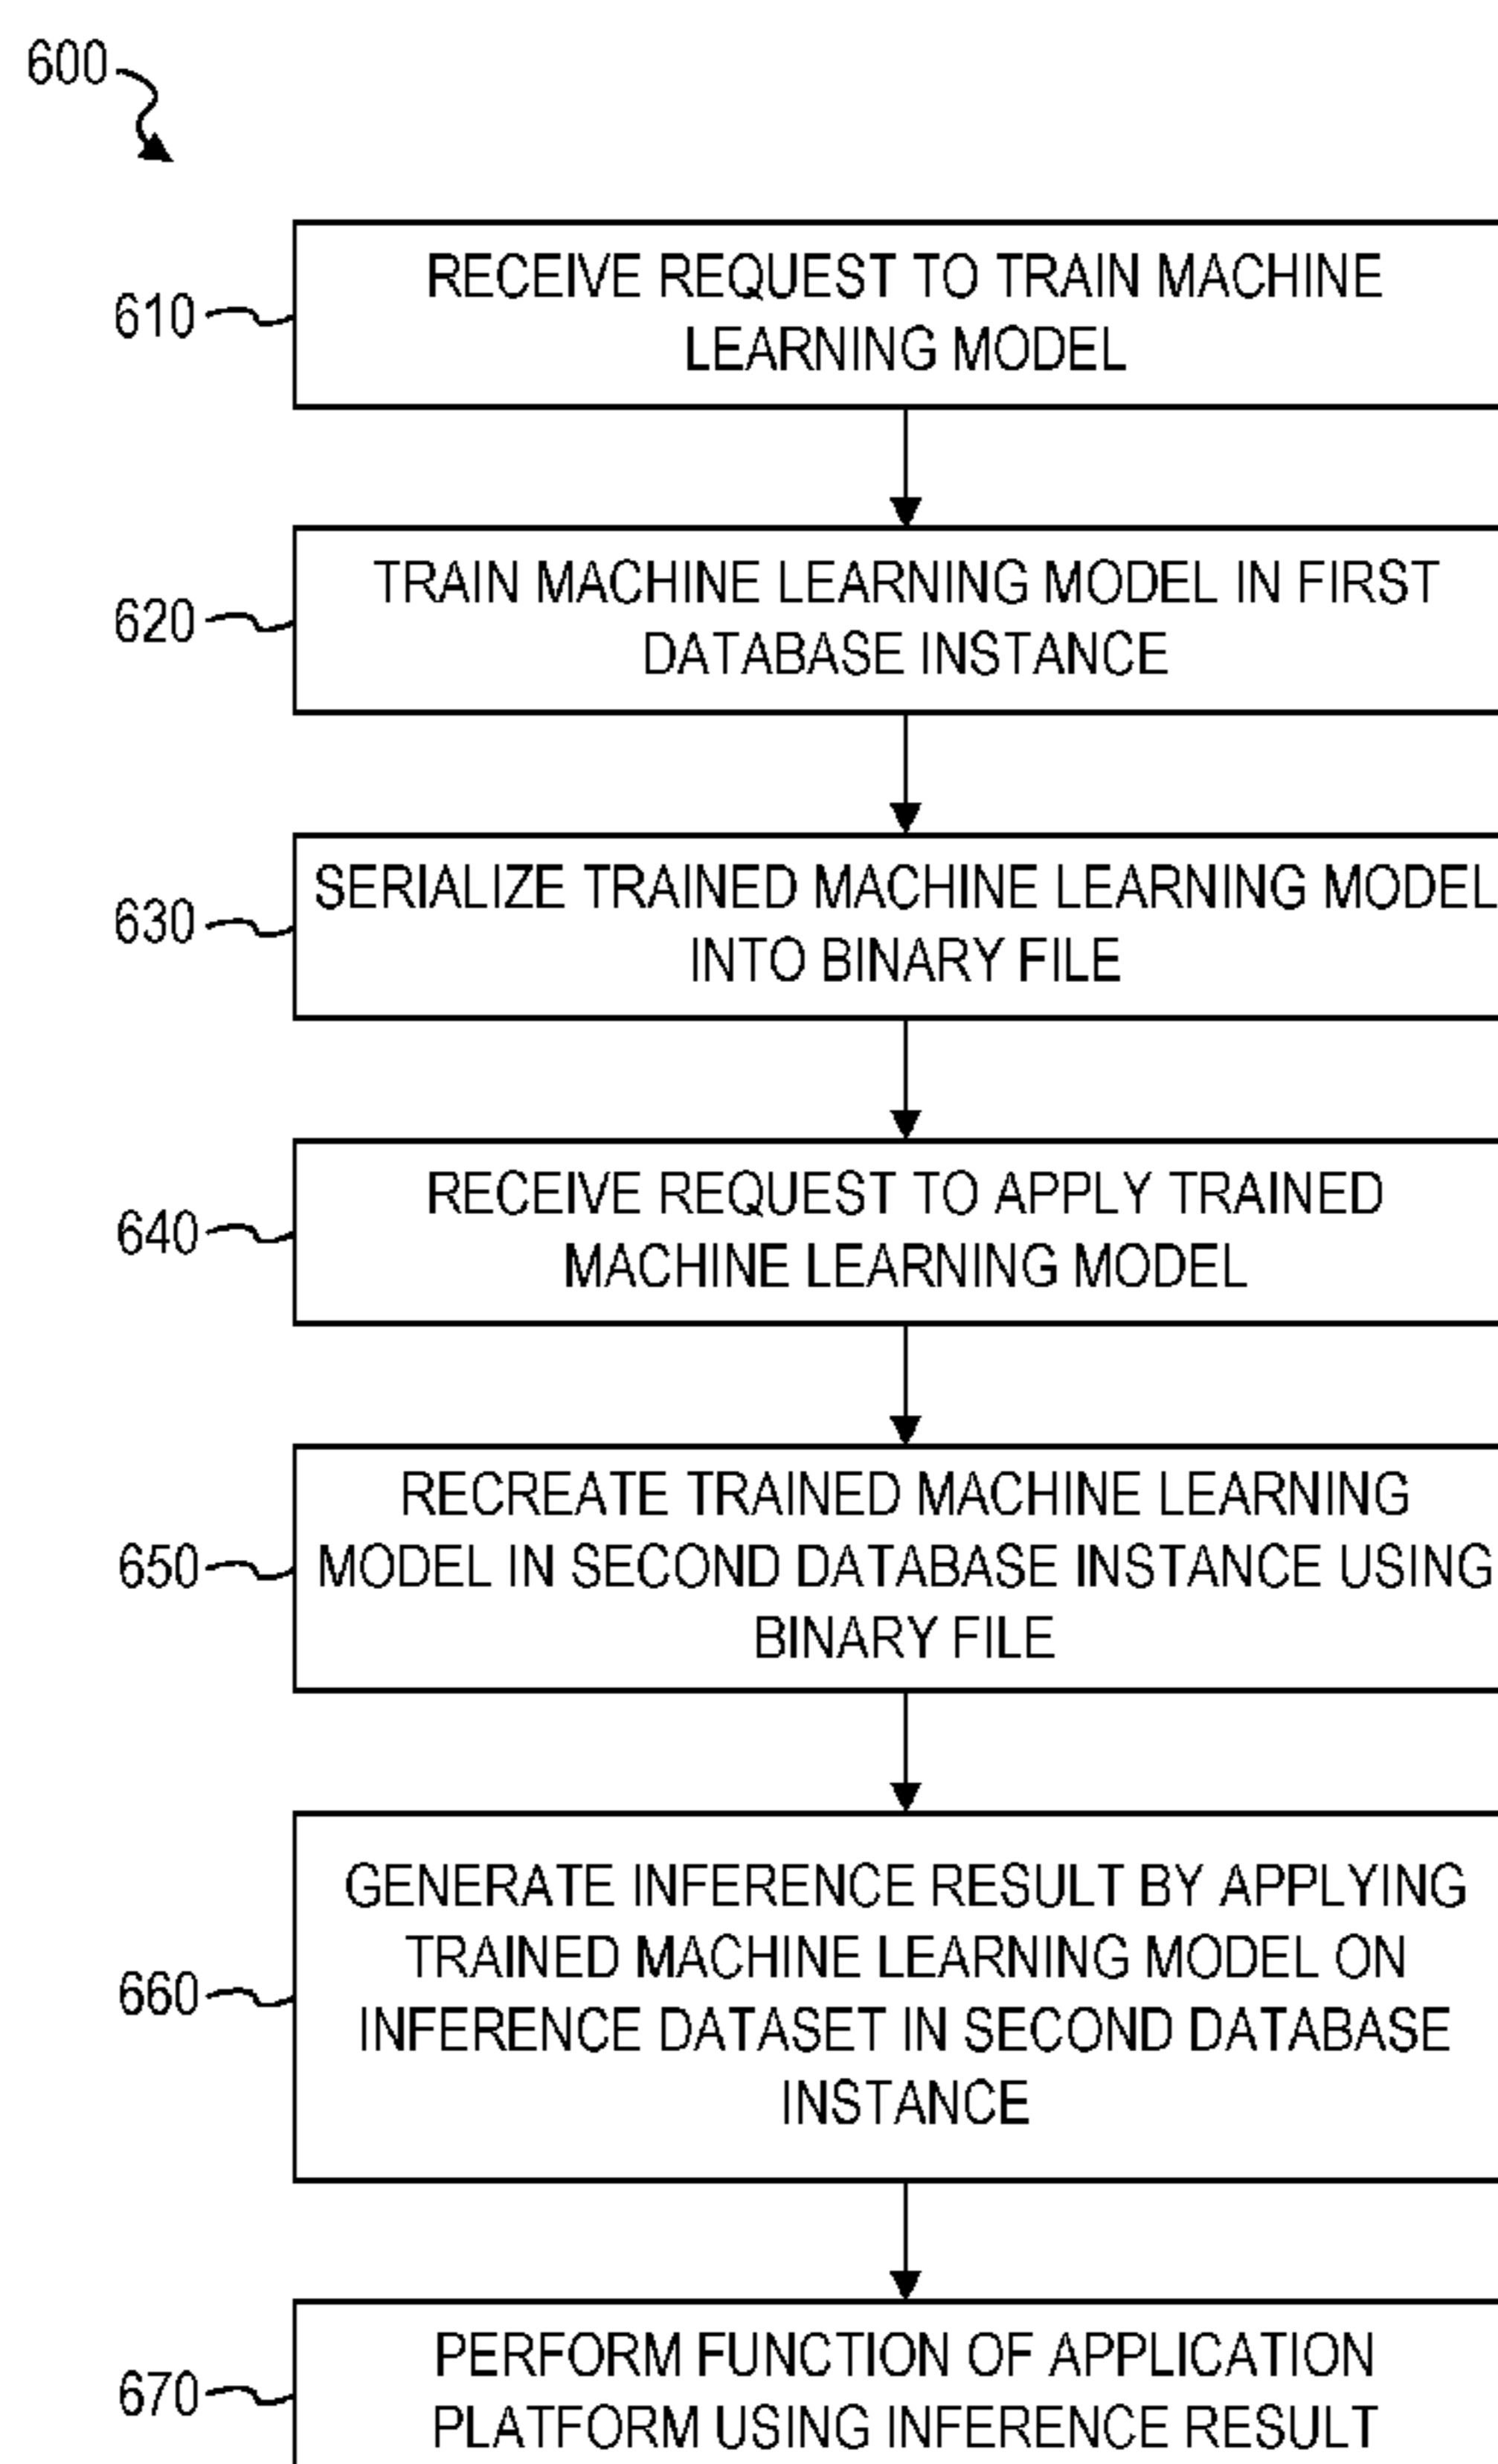 600
610
RECEIVE REQUEST TO TRAIN MACHINE
LEARNING MODEL
620
TRAIN MACHINE LEARNING MODEL IN FIRST
DATABASE INSTANCE
630
SERIALIZE TRAINED MACHINE LEARNING MODEL
INTO BINARY FILE
640
RECEIVE REQUEST TO APPLY TRAINED
MACHINE LEARNING MODEL
650
RECREATE TRAINED MACHINE LEARNING
MODEL IN SECOND DATABASE INSTANCE USING
BINARY FILE
660
GENERATE INFERENCE RESULT BY APPLYING
TRAINED MACHINE LEARNING MODEL ON
INFERENCE DATASET IN SECOND DATABASE
INSTANCE
670
PERFORM FUNCTION OF APPLICATION
PLATFORM USING INFERENCE RESULT